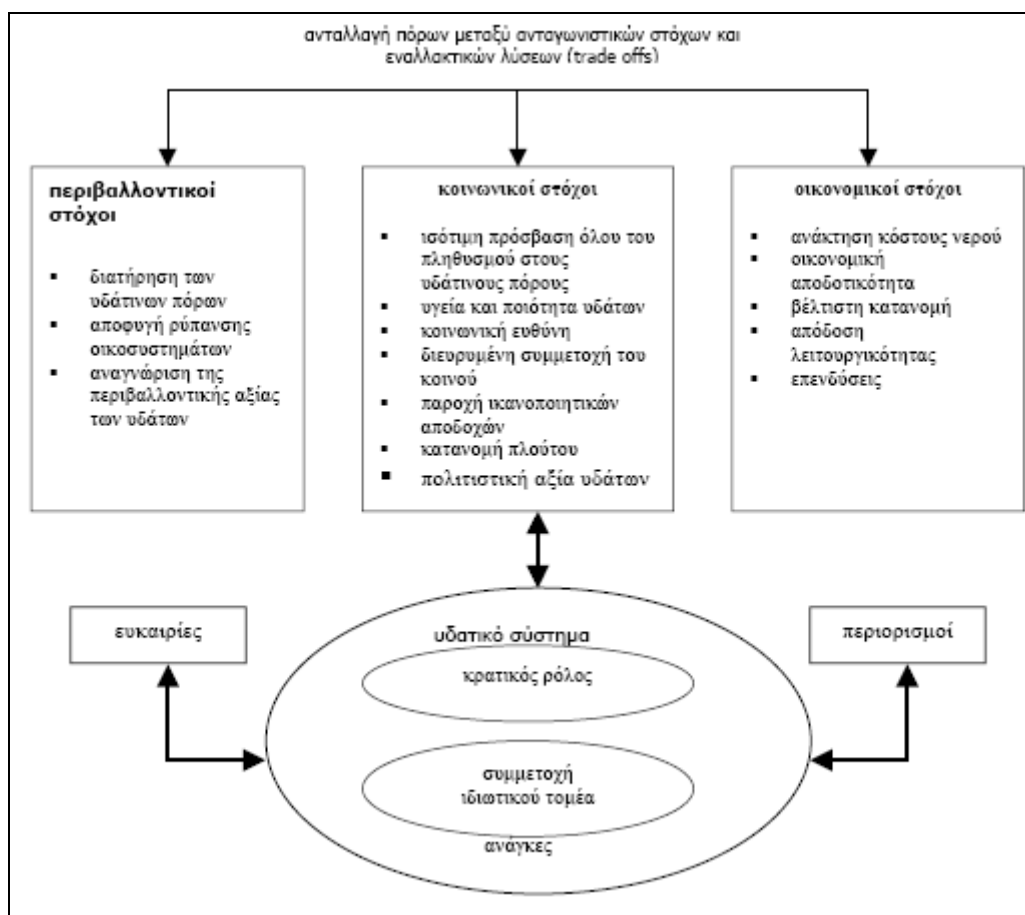 ανταλλαγή πόρων μεταξύ ανταγωνιστικών στόχων και
εναλλακτικών λύσεων (trade offs)
περιβαλλοντικοί
στόχοι
▪ διατήρηση των
υδάτινων πόρων
▪ αποφυγή ρύπανσης
οικοσυστημάτων
▪ αναγνώριση της
περιβαλλοντικής αξίας
των υδάτων
κοινωνικοί στόχοι
▪ ισότιμη πρόσβαση όλου του
πληθυσμού στους
υδάτινους πόρους
▪ υγεία και ποιότητα υδάτων
▪ κοινωνική ευθύνη
▪ διευρυμένη συμμετοχή του
κοινού
▪ παροχή ικανοποιητικών
αποδοχών
▪ κατανομή πλούτου
▪ πολιτιστική αξία υδάτων
οικονομικοί στόχοι
▪ ανάκτηση κόστους νερού
▪ οικονομική
αποδοτικότητα
▪ βέλτιστη κατανομή
▪ απόδοση
λειτουργικότητας
▪ επενδύσεις
ευκαιρίες
υδατικό σύστημα
περιορισμοί
κρατικός ρόλος
συμμετοχή
ιδιωτικού τομέα
ανάγκες